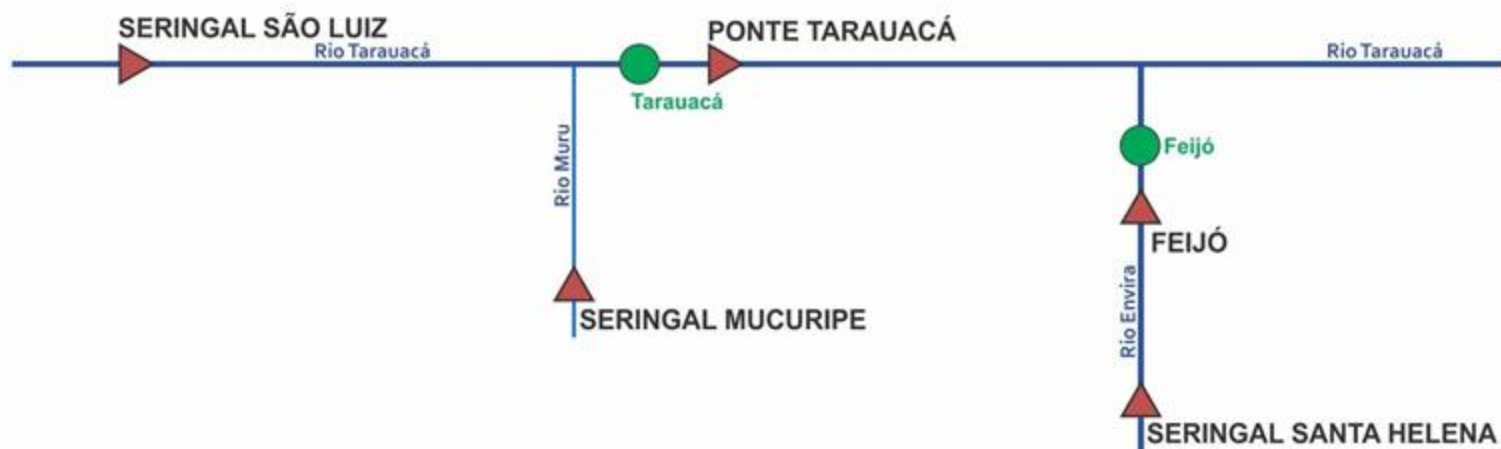 SERINGAL SÃO LUIZ
Rio Tarauacá
PONTE TARAUACÁ
Rio Tarauacá
Tarauacá
Rio Muru
Feijó
FEIJÓ
Rio Envira
SERINGAL MUCURIPE
SERINGAL SANTA HELENA